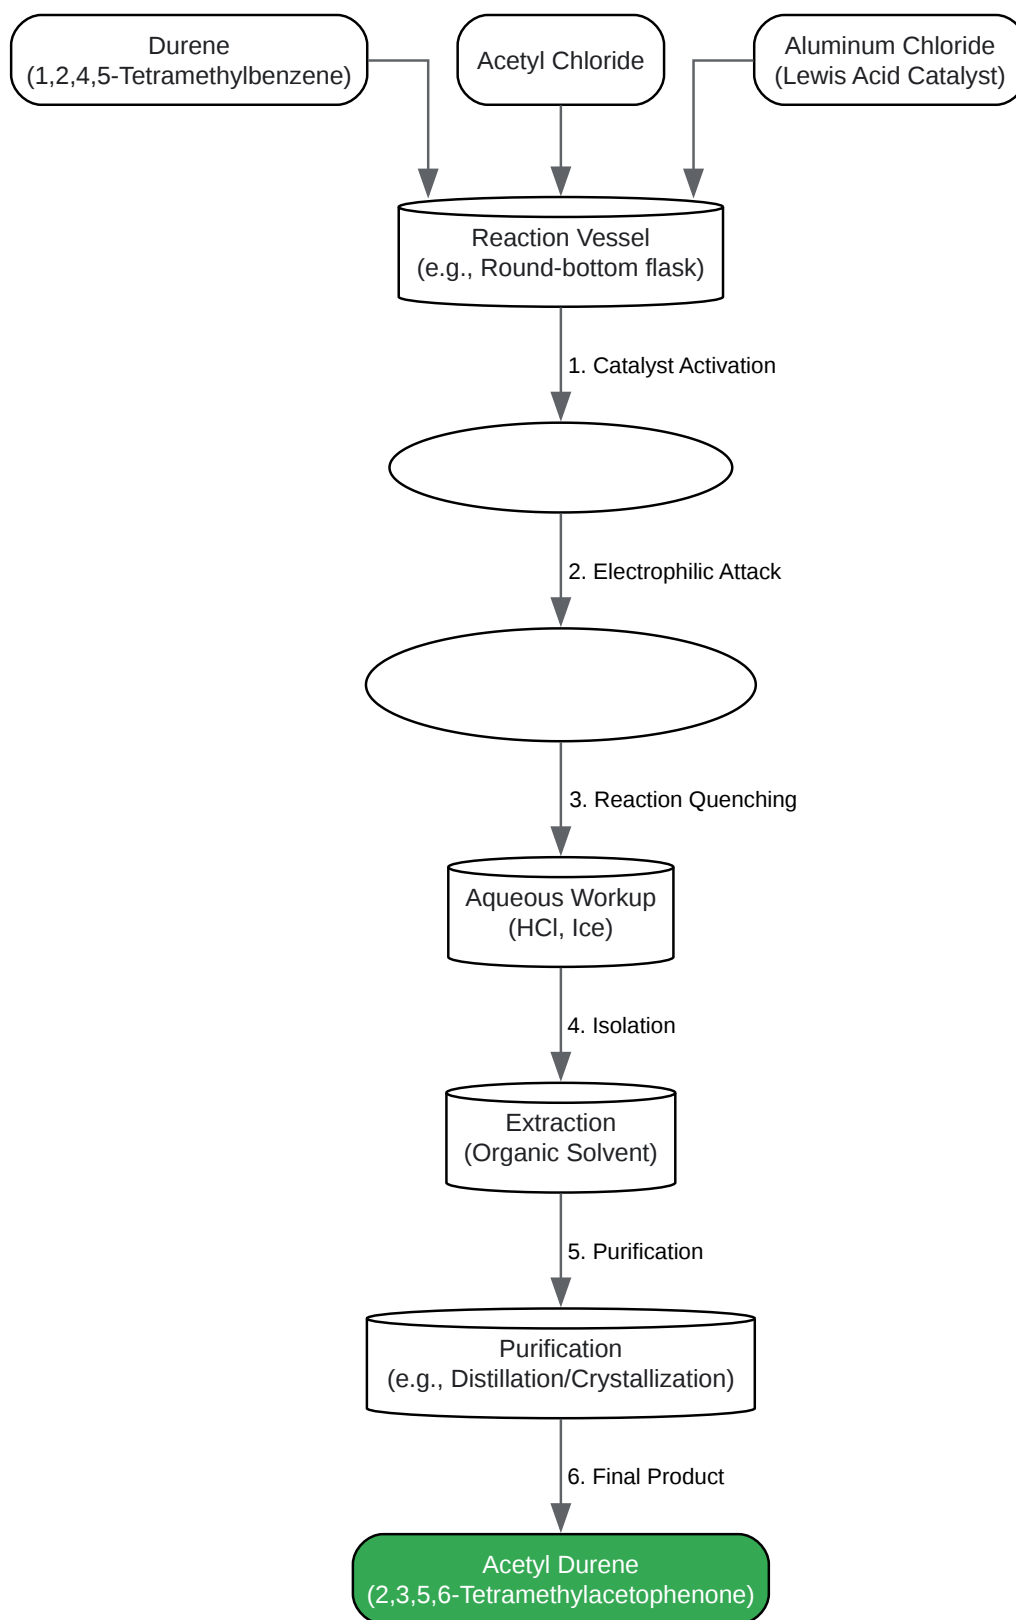 Durene
(1,2,4,5-Tetramethylbenzene)
Acetyl Chloride
Aluminum Chloride
(Lewis Acid Catalyst)
Reaction Vessel
(e.g., Round-bottom flask)
1. Catalyst Activation
2. Electrophilic Attack
3. Reaction Quenching
Aqueous Workup
(HCl, Ice)
4. Isolation
Extraction
(Organic Solvent)
5. Purification
Purification
(e.g., Distillation/Crystallization)
6. Final Product
Acetyl Durene
(2,3,5,6-Tetramethylacetophenone)